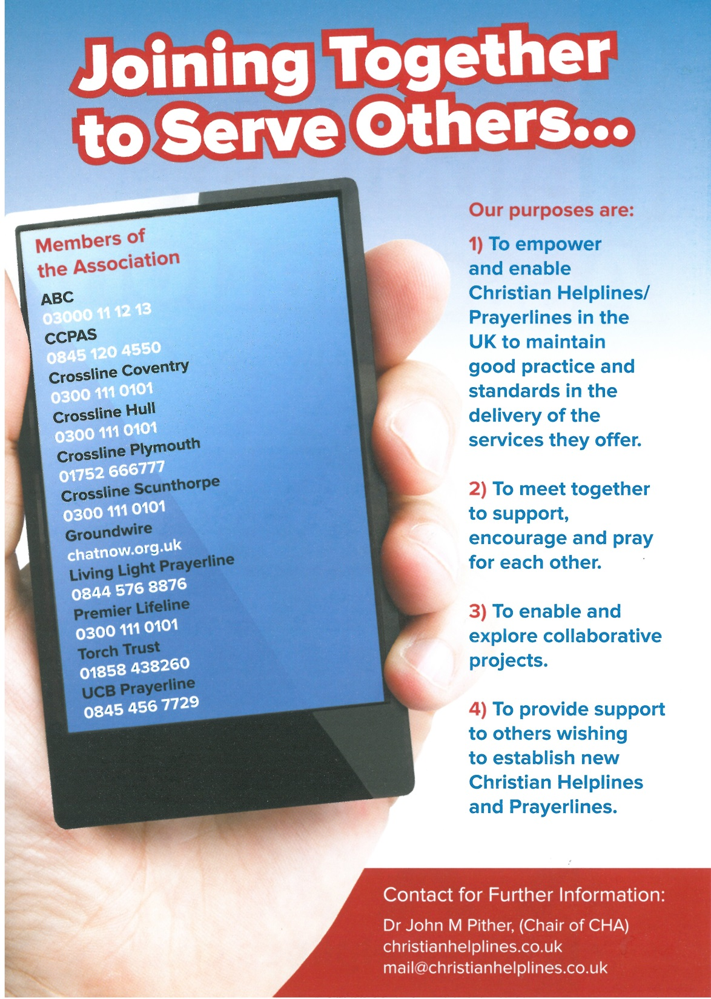 Joining Together
to Serve Others...
Members of
the Association
ABC
03000 11 12 13
CCPAS
0845 120 4550
Crossline Coventry
0300 111 0101
Crossline Hull
0300 111 0101
Crossline Plymouth
01752 666777
Crossline Scunthorpe
0300 111 0101
Groundwire
chatnow.org.uk
Living Light Prayerline
0844 576 8876
Premier Lifeline
0300 111 0101
Torch Trust
01858 438260
UCB Prayerline
0845 456 7729
Our purposes are:
1) To empower
and enable
Christian Helplines/
Prayerlines in the
UK to maintain
good practice and
standards in the
delivery of the
services they offer.
2) To meet together
to support,
encourage and pray
for each other.
3) To enable and
explore collaborative
projects.
4) To provide support
to others wishing
to establish new
Christian Helplines
and Prayerlines.
Contact for Further Information:
Dr John M Pither, (Chair of CHA)
christianhelplines.co.uk
mail@christianhelplines.co.uk